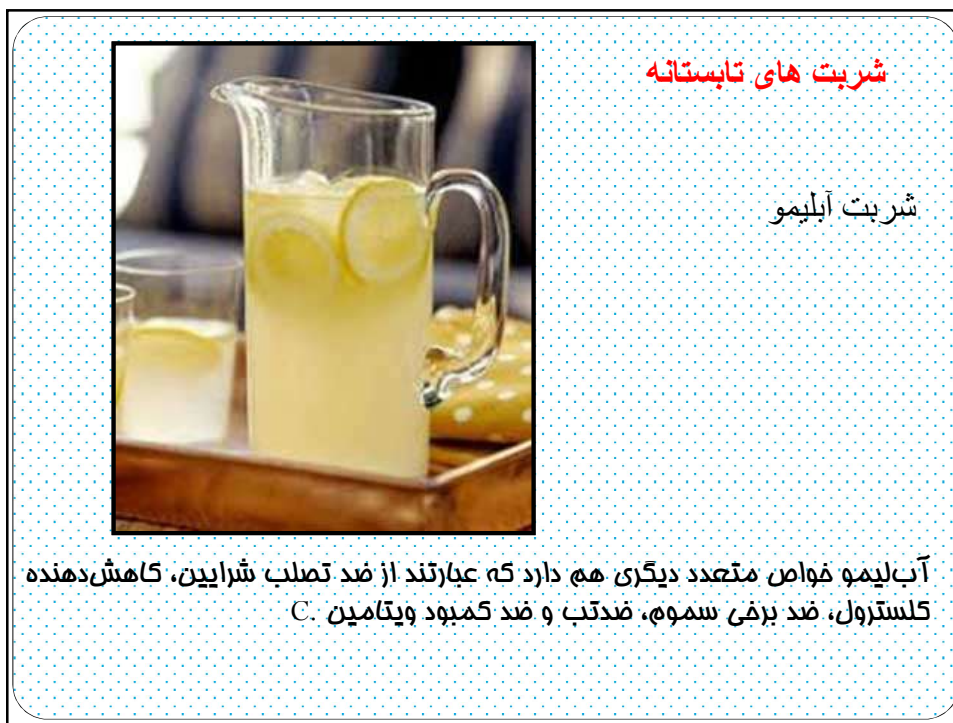 شربت های تابستانه
شربت آبلیمو
آب‌لیمو خواص متعدد دیگری هم دارد که عبارتند از ضد تصلب شرایین، کاهش‌دهنده
کلسترول، ضد برخی سموم، ضدتب و ضد کمبود ویتامین C.